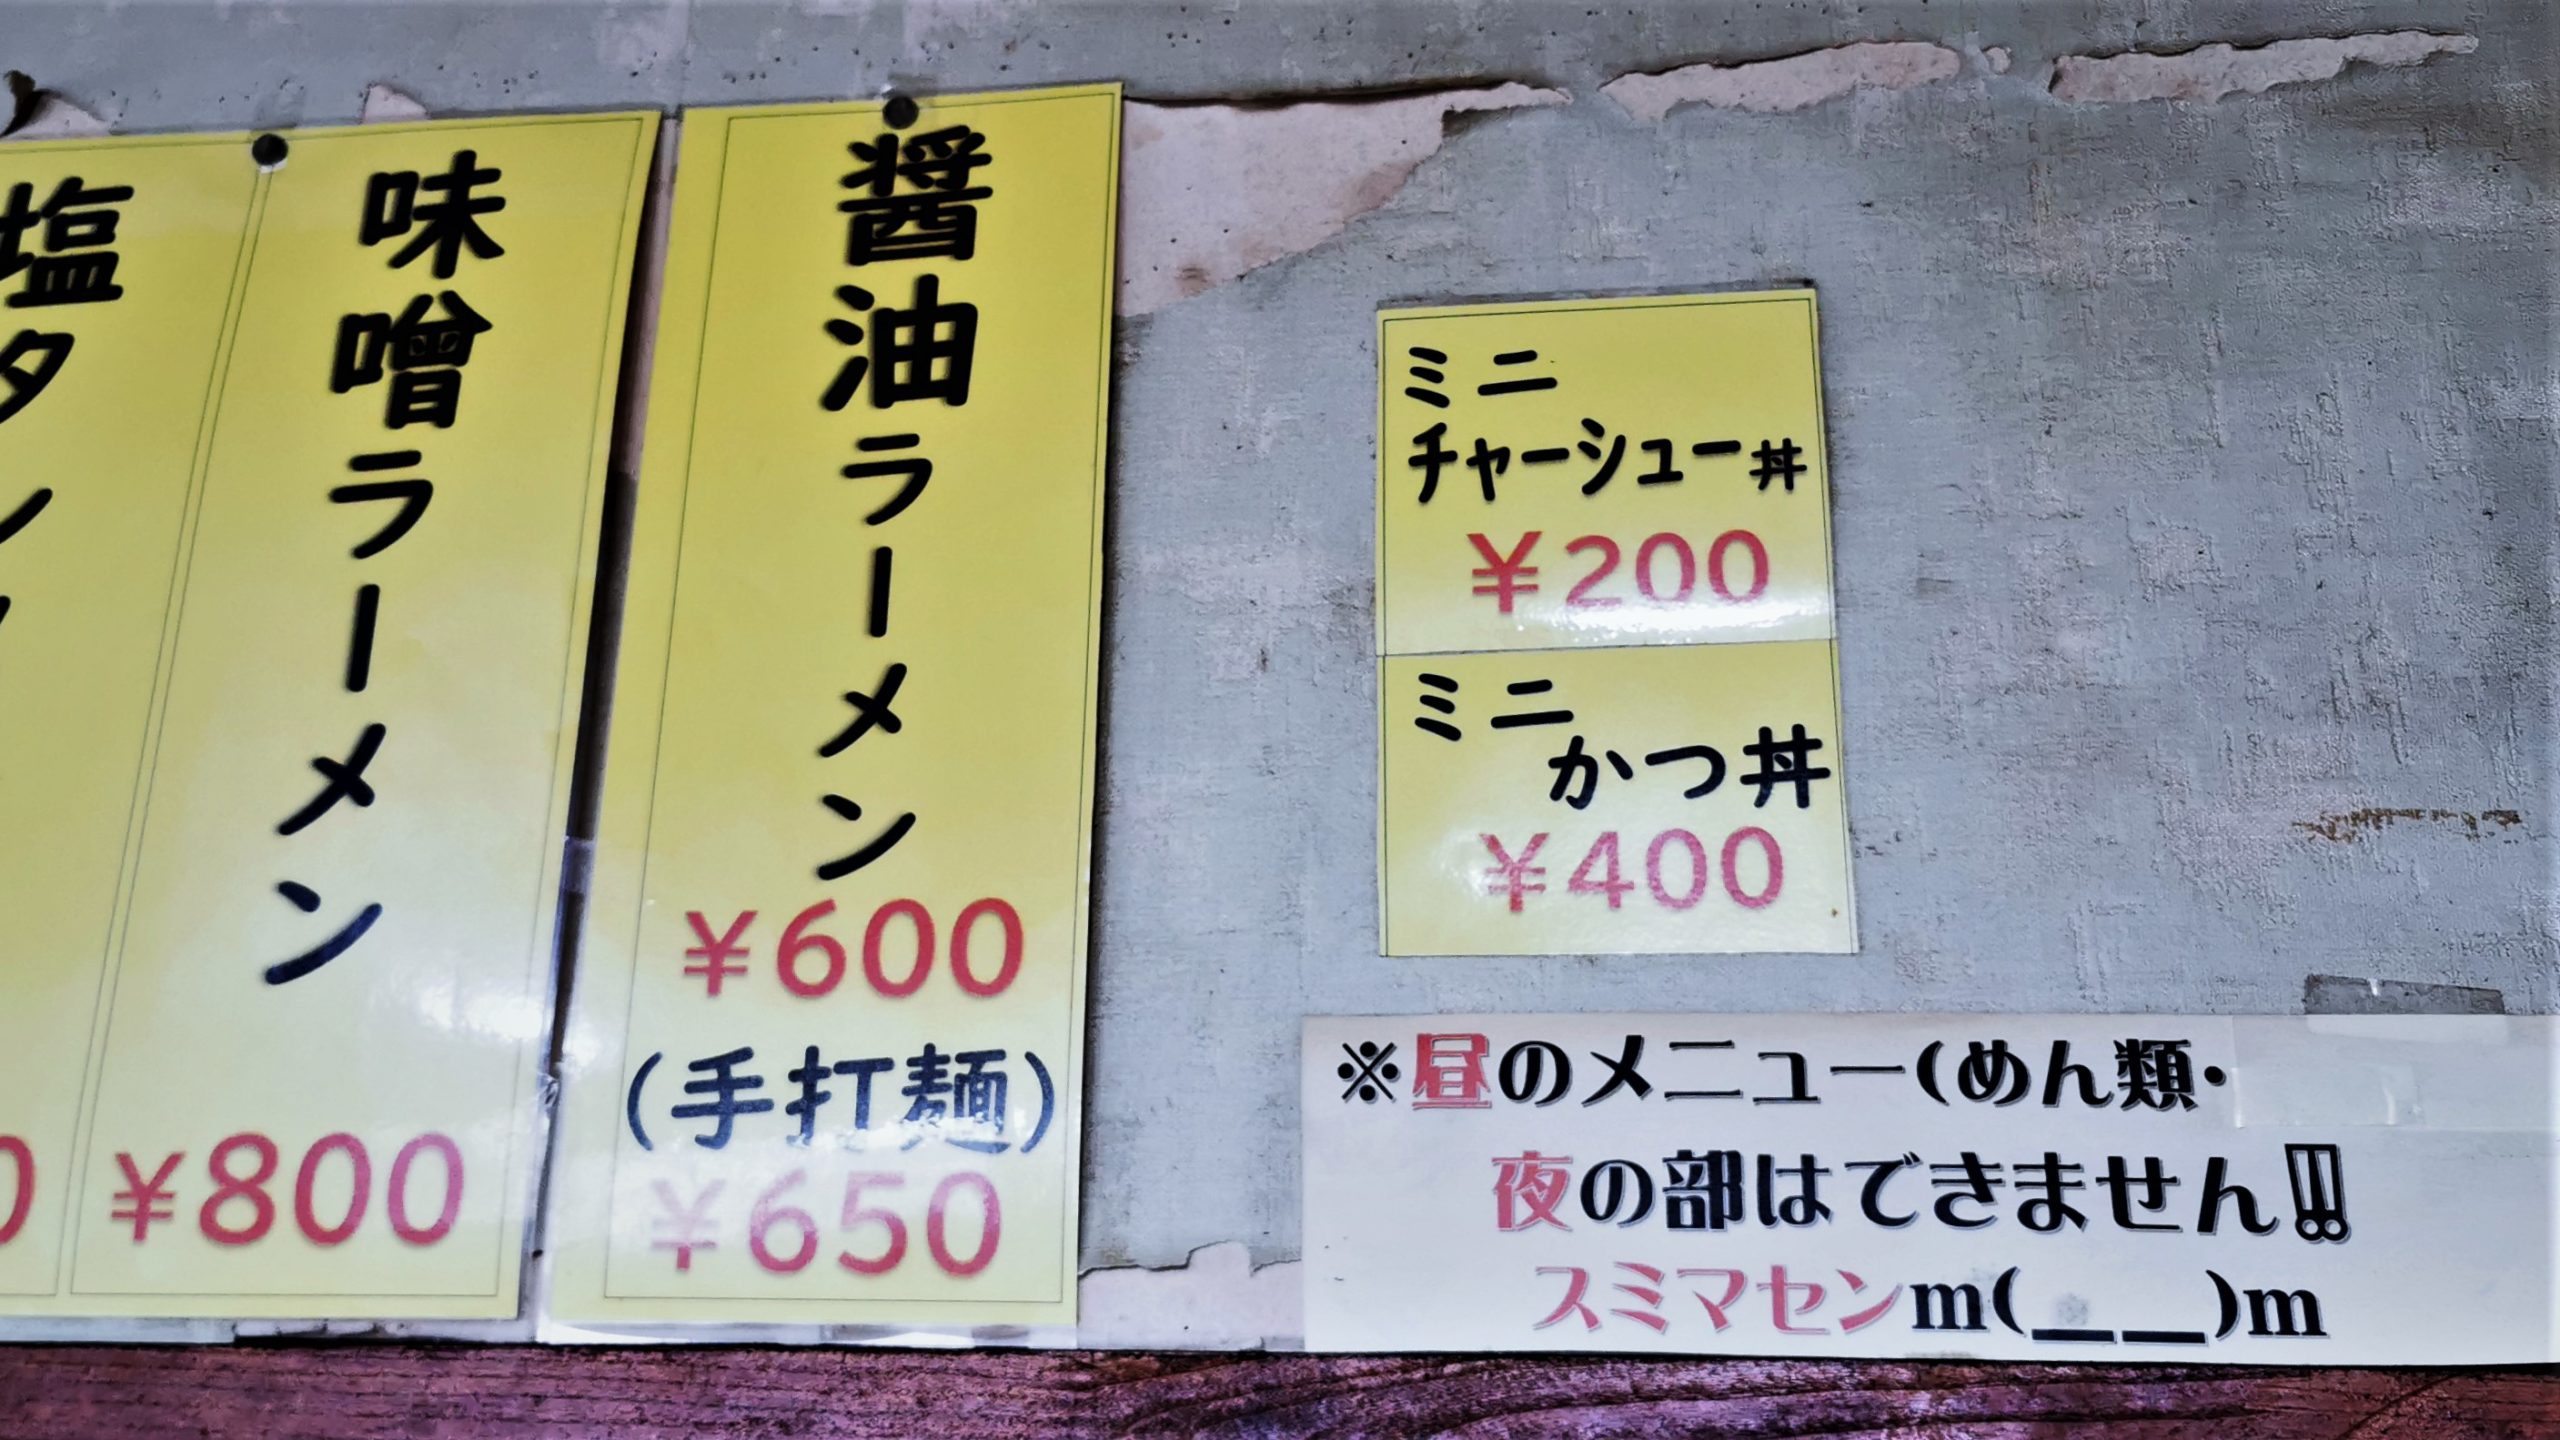 醤油ラーメン
¥600
(手打麺)
¥650
味噌ラーメン
¥800
塩タン
ミニ
チャーシュー丼
¥200
ミニ
かつ丼
¥400
※昼のメニュー(めん類・
夜の部はできません!!
スミマセンm(__)m